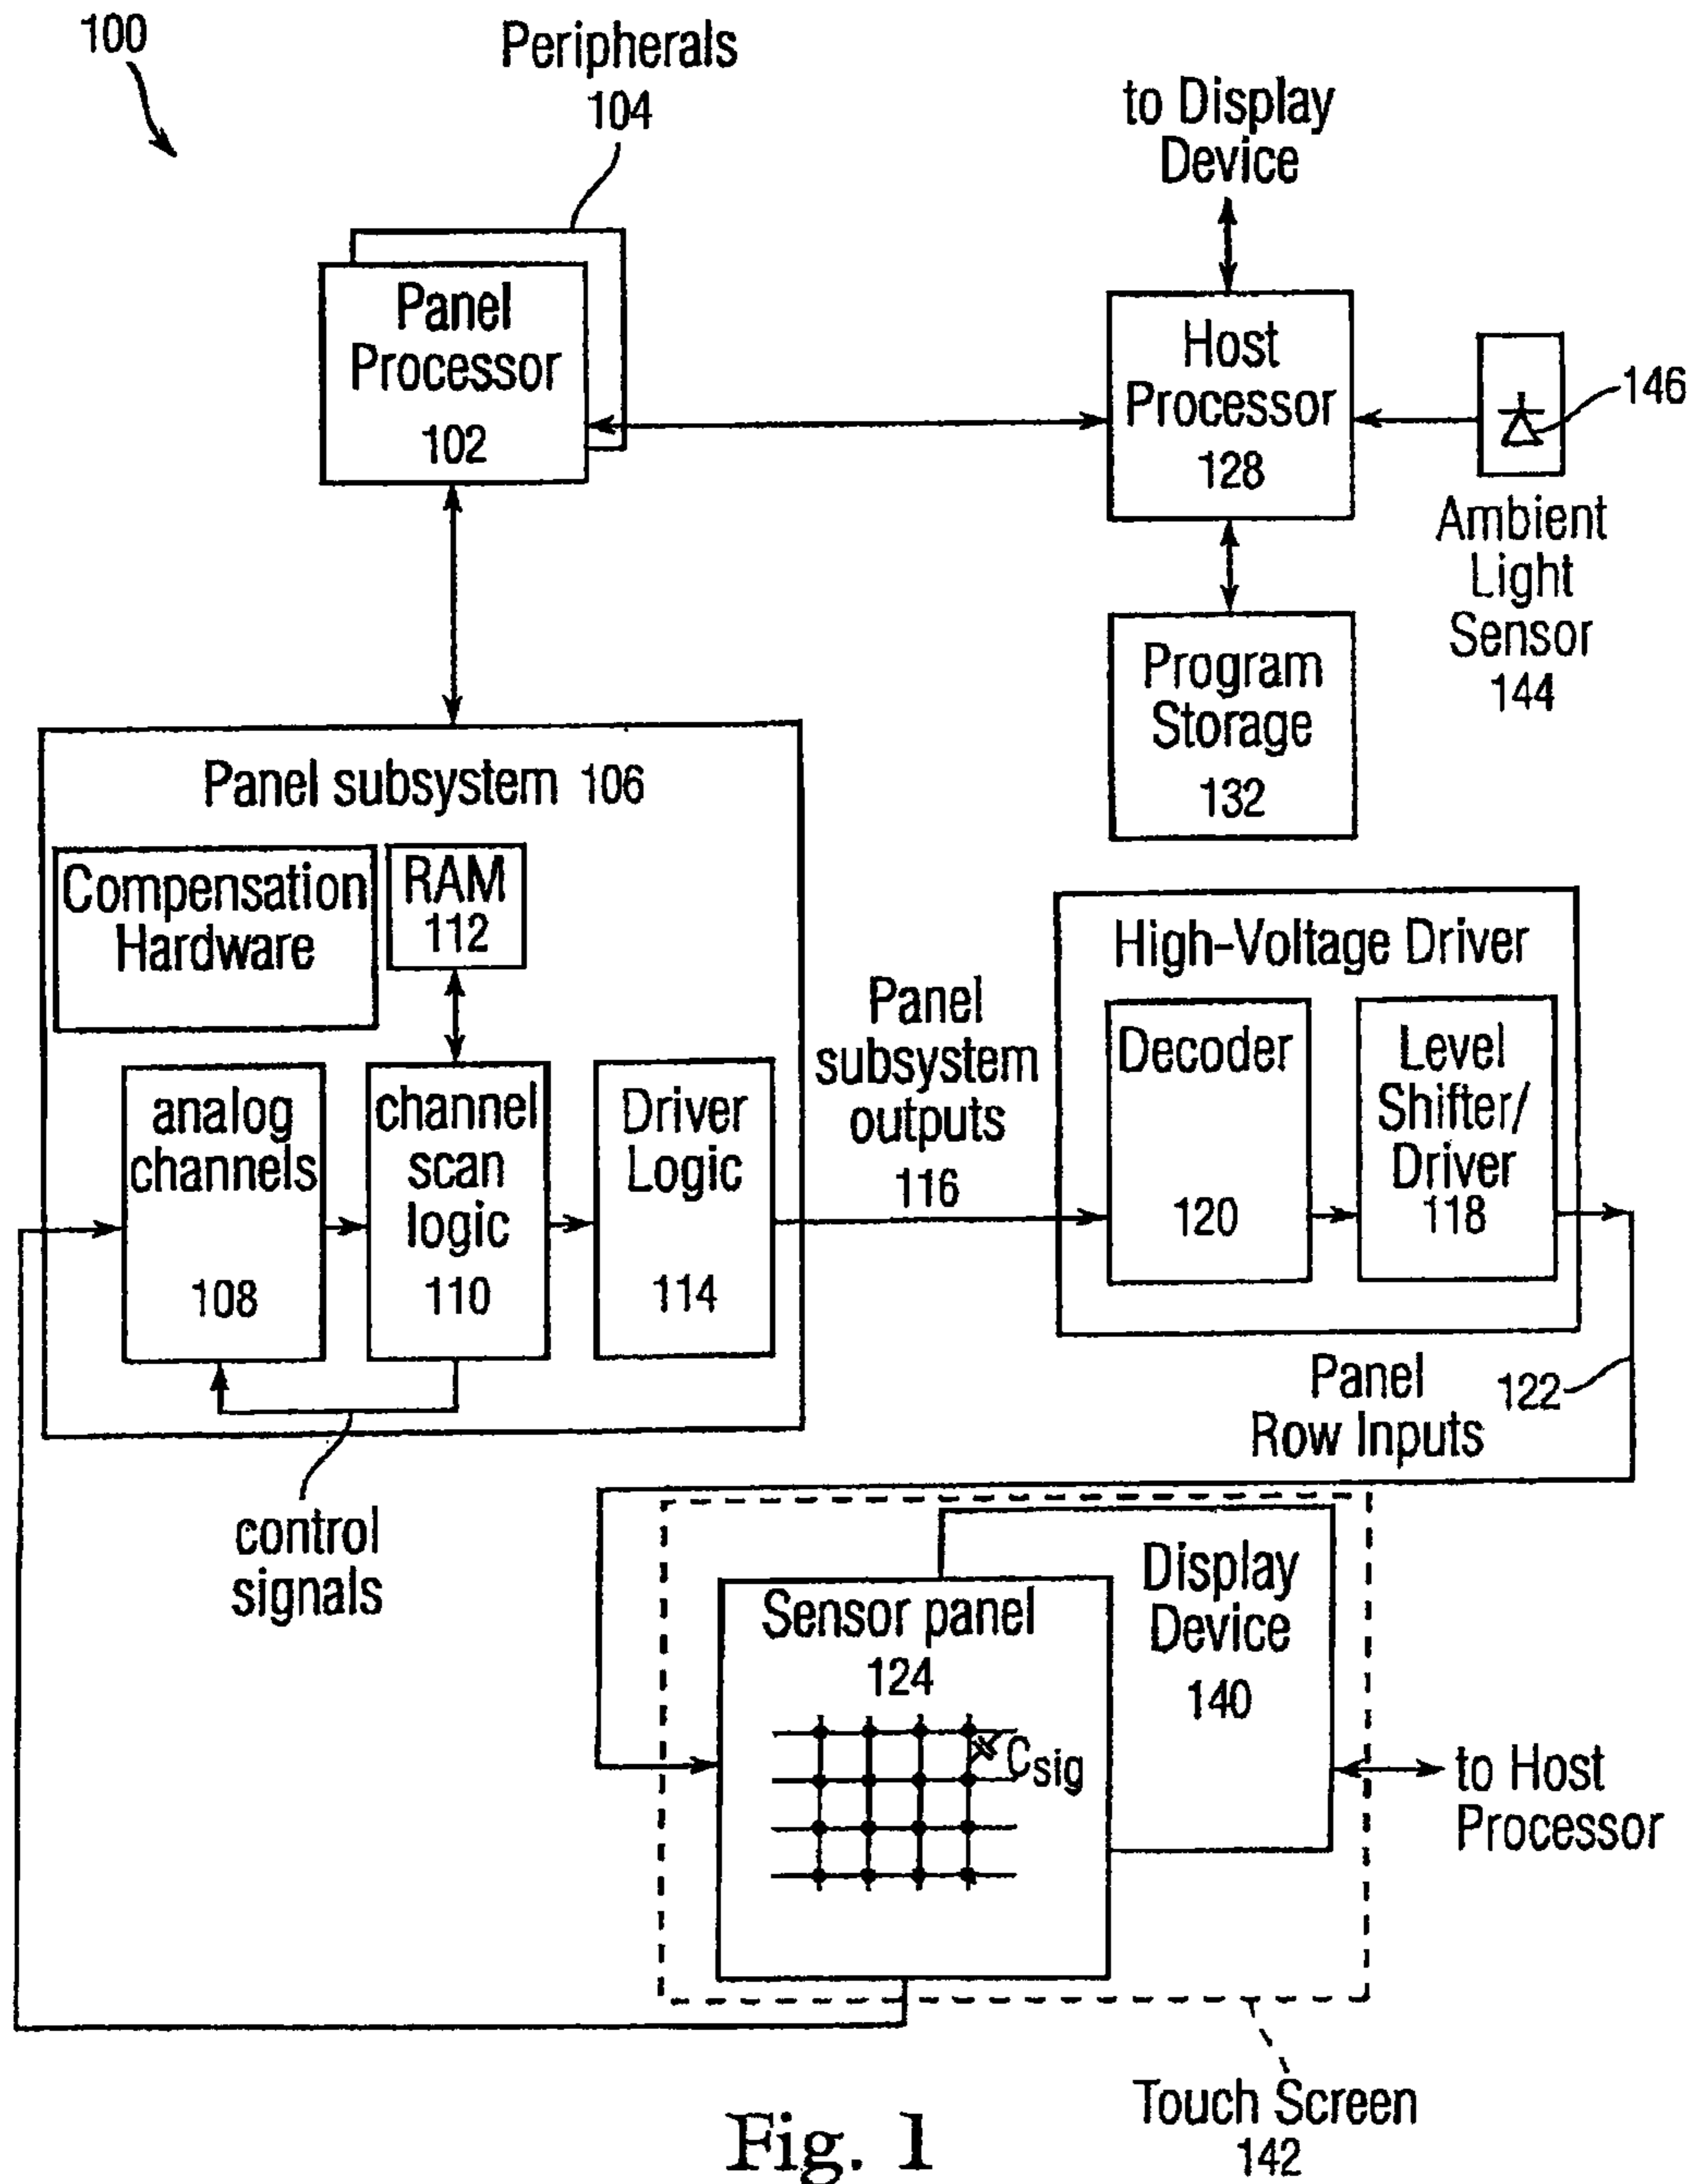 100
Peripherals
104
to Display
Device
Panel
Processor
102
Host
Processor
128
146
Ambient
Light
Sensor
144
Program
Storage
132
Panel subsystem 106
Compensation
Hardware
RAM
112
analog
channels
108
channel
scan
logic
110
Driver
Logic
114
control
signals
Panel
subsystem
outputs
116
High-Voltage Driver
Decoder
120
Level
Shifter/
Driver
118
Panel
Row Inputs
122
Sensor panel
124
Csig
Display
Device
140
to Host
Processor
Touch Screen
142
Fig. 1